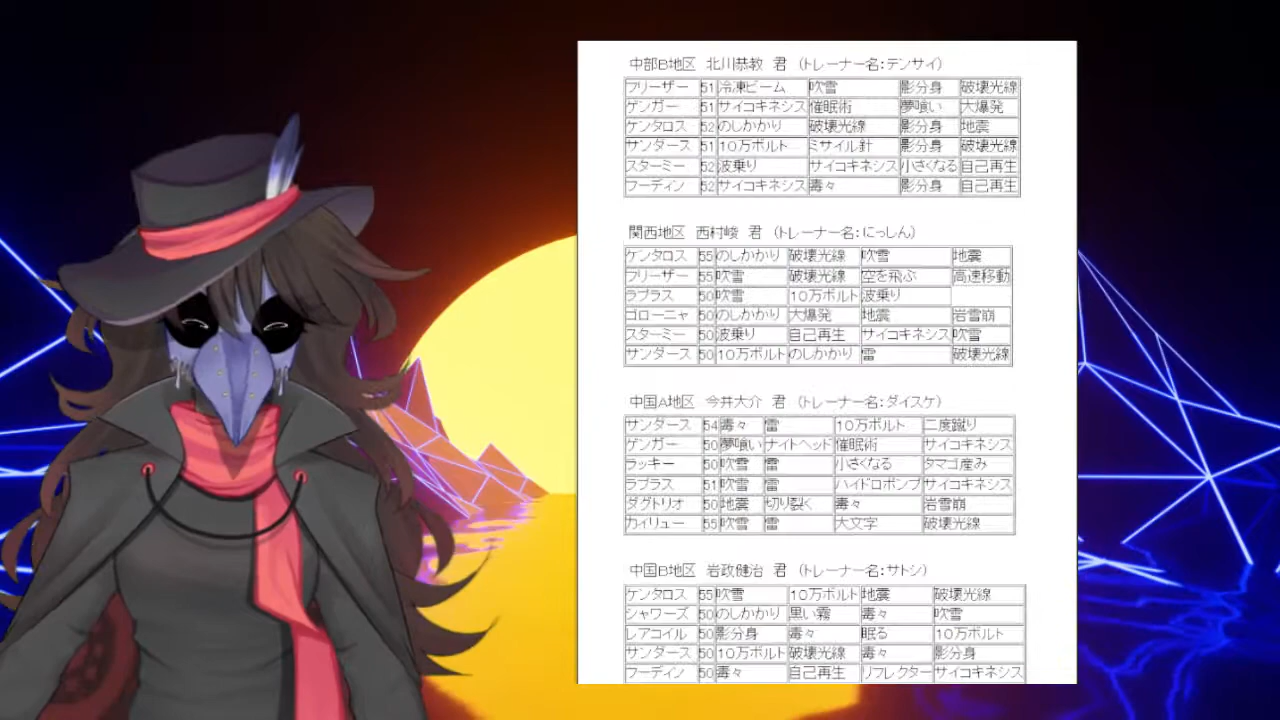 中部B地区 北川恭教 君 (トレーナー名:テンサイ)
フリーザー 51 冷凍ビーム 吹雪 影分身 破壊光線
ゲンガー 51 サイコキネシス 催眠術 夢喰い 大爆発
ケンタロス 52 のしかかり 破壊光線 影分身 地震
サンダース 51 10万ボルト ミサイル針 影分身 破壊光線
スターミー 52 波乗り サイコキネシス 小さくなる 自己再生
フーディン 52 サイコキネシス 毒々 影分身 自己再生
関西地区 西村峻 君 (トレーナー名:にっしん)
ケンタロス 55 のしかかり 破壊光線 吹雪 地震
フリーザー 55 吹雪 破壊光線 空を飛ぶ 高速移動
ラプラス 50 吹雪 10万ボルト 波乗り
ゴローニャ 50 のしかかり 大爆発 地震 岩雪崩
スターミー 50 波乗り 自己再生 サイコキネシス 吹雪
サンダース 50 10万ボルト のしかかり 雷 破壊光線
中国A地区 今井大介 君 (トレーナー名:ダイスケ)
サンダース 54 毒々 雷 10万ボルト 二度蹴り
ゲンガー 50 夢喰い ナイトヘッド 催眠術 サイコキネシス
ラッキー 50 吹雪 雷 小さくなる タマゴ産み
ラプラス 51 吹雪 雷 ハイドロポンプ サイコキネシス
ダグトリオ 50 地震 切り裂く 毒々 岩雪崩
カイリュー 55 吹雪 雷 大文字 破壊光線
中国B地区 岩政健治 君 (トレーナー名:サトシ)
ケンタロス 55 吹雪 10万ボルト 地震 破壊光線
シャワーズ 50 のしかかり 黒い霧 毒々 吹雪
レアコイル 50 影分身 毒々 眠る 10万ボルト
サンダース 50 10万ボルト 破壊光線 毒々 影分身
フーディン 50 毒々 自己再生 リフレクター サイコキネシス